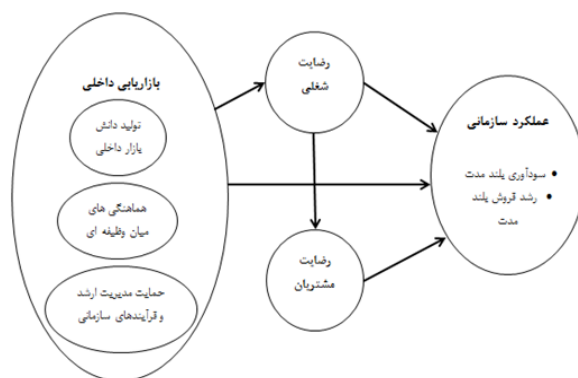 بازاریابی داخلی
تولید دانش
بازار داخلی
هماهنگی های
میان وظیفه ای
حمایت مدیریت ارشد
و فرآیندهای سازمانی
رضایت
شغلی
رضایت
مشتریان
عملکرد سازمانی
• سودآوری بلند مدت
• رشد فروش بلند
مدت